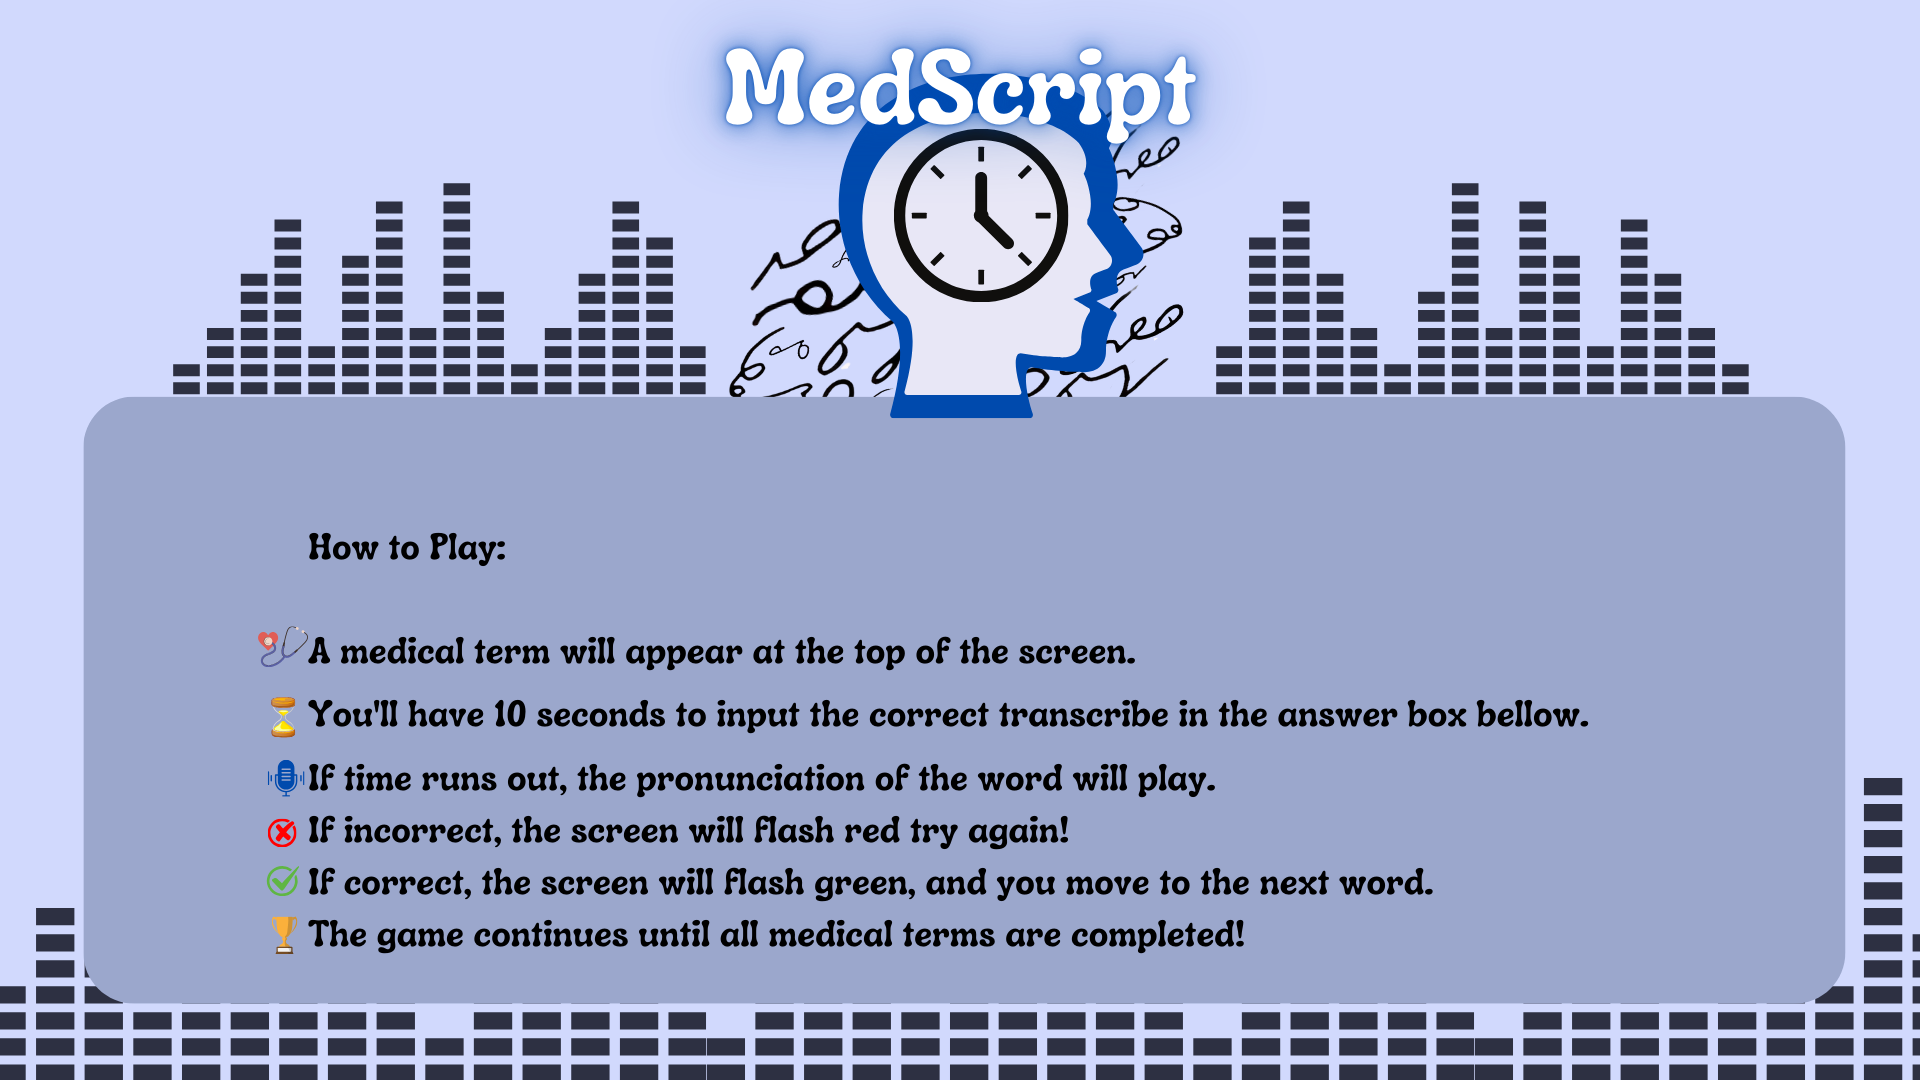 MedScript
How to Play:
A medical term will appear at the top of the screen.
You'll have 10 seconds to input the correct transcribe in the answer box bellow.
If time runs out, the pronunciation of the word will play.
If incorrect, the screen will flash red try again!
If correct, the screen will flash green, and you move to the next word.
The game continues until all medical terms are completed!